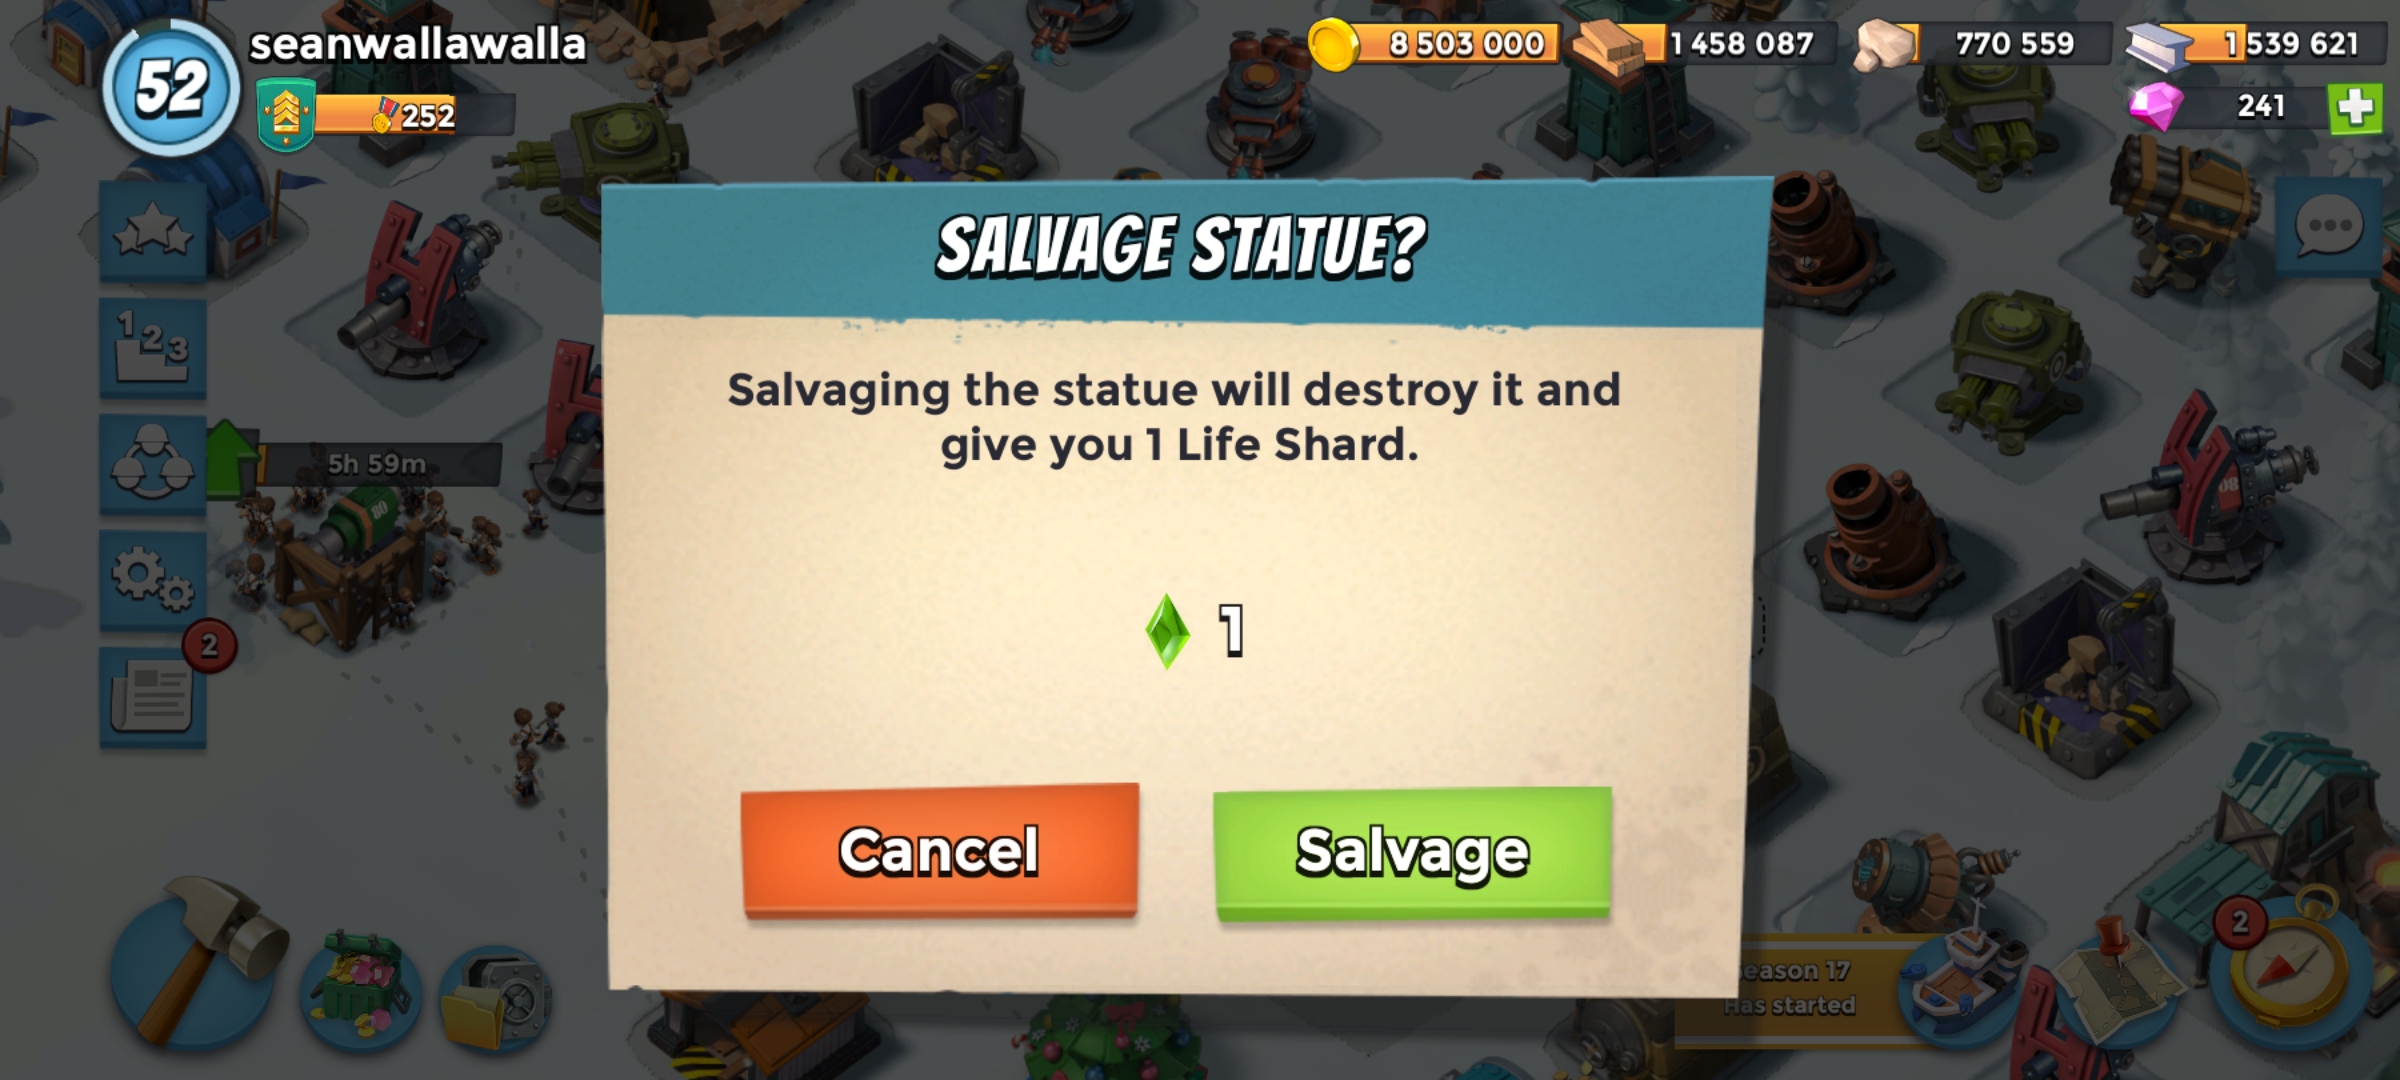 52
seanwallawalla
252
8 503 000
1 458 087
770 559
1 539 621
241
1 2 3
5h 59m
80
2
SALVAGE STATUE?
Salvaging the statue will destroy it and
give you 1 Life Shard.
1
Cancel
Salvage
08
2
eason 17
Has started